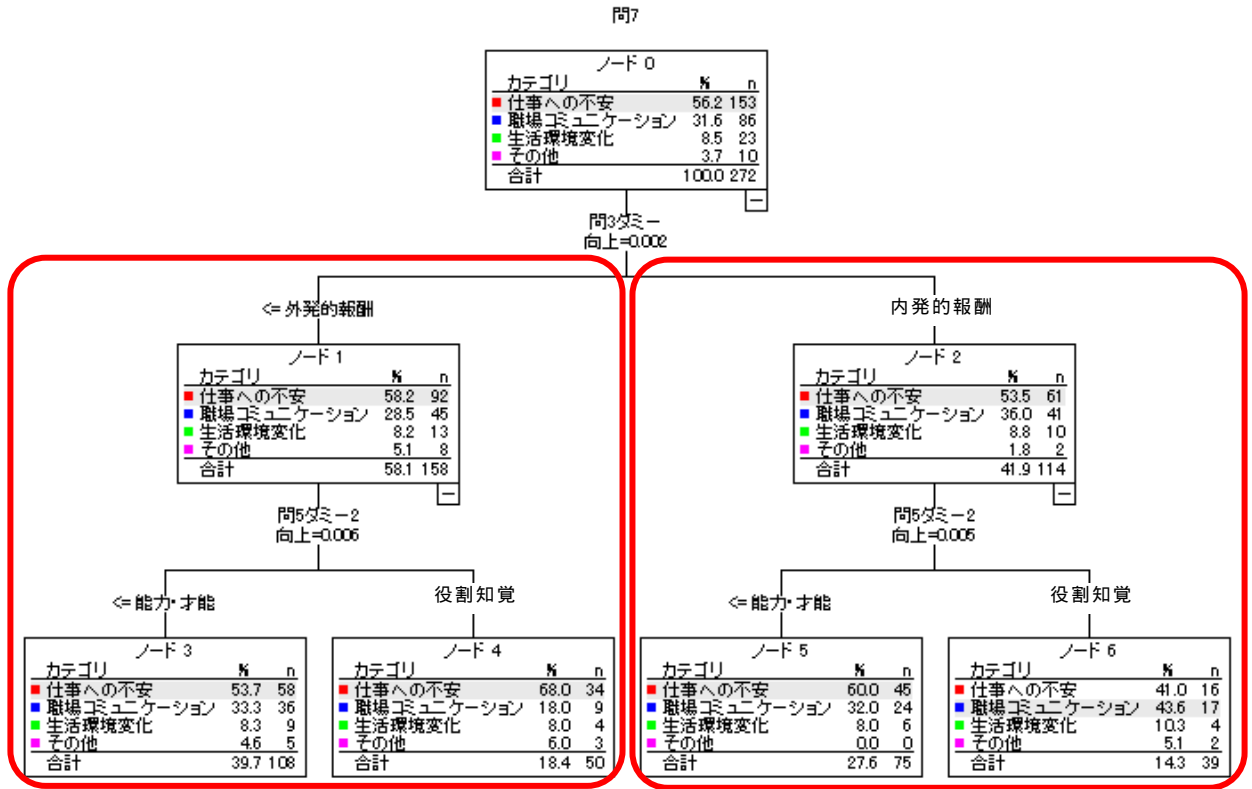 問7
ノード 0
カテゴリ % n
仕事への不安 56.2 153
職場コミュニケーション 31.6 86
生活環境変化 8.5 23
その他 3.7 10
合計 100.0 272
問3ダミー
向上=0.002
<= 外発的報酬
内発的報酬
ノード 1
カテゴリ % n
仕事への不安 58.2 92
職場コミュニケーション 28.5 45
生活環境変化 8.2 13
その他 5.1 8
合計 58.1 158
ノード 2
カテゴリ % n
仕事への不安 53.5 61
職場コミュニケーション 36.0 41
生活環境変化 8.8 10
その他 1.8 2
合計 41.9 114
問5ダミー2
向上=0.006
問5ダミー2
向上=0.005
<= 能力・才能
役割知覚
<= 能力・才能
役割知覚
ノード 3
カテゴリ % n
仕事への不安 53.7 58
職場コミュニケーション 33.3 36
生活環境変化 8.3 9
その他 4.6 5
合計 39.7 108
ノード 4
カテゴリ % n
仕事への不安 68.0 34
職場コミュニケーション 18.0 9
生活環境変化 8.0 4
その他 6.0 3
合計 18.4 50
ノード 5
カテゴリ % n
仕事への不安 60.0 45
職場コミュニケーション 32.0 24
生活環境変化 8.0 6
その他 0.0 0
合計 27.6 75
ノード 6
カテゴリ % n
仕事への不安 41.0 16
職場コミュニケーション 43.6 17
生活環境変化 10.3 4
その他 5.1 2
合計 14.3 39